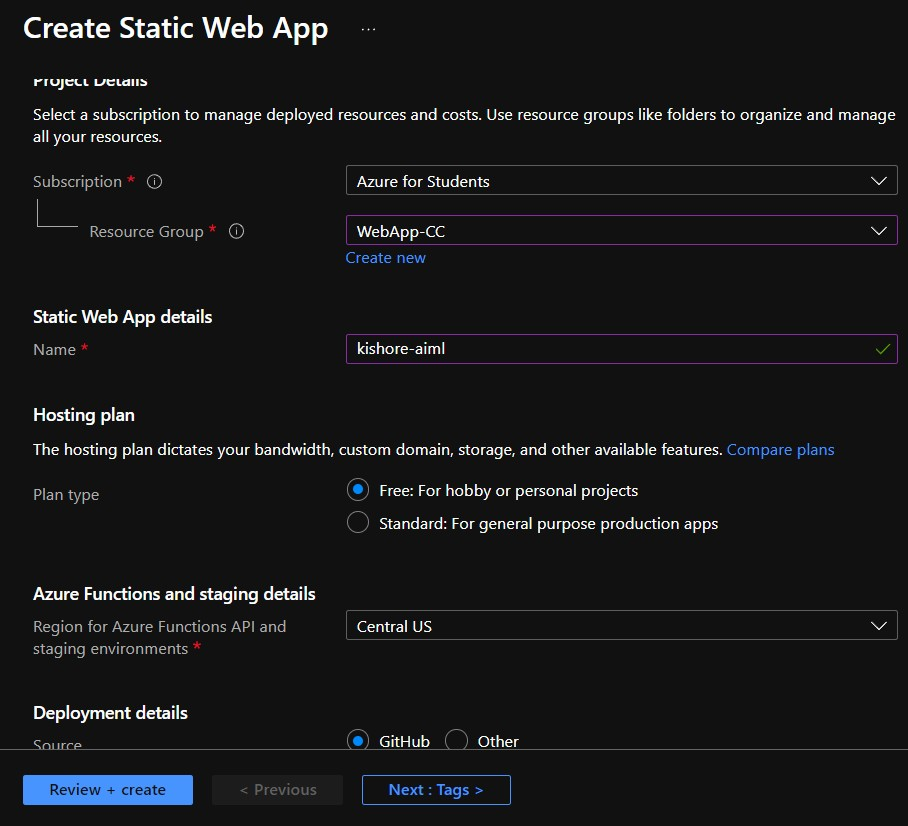 Create Static Web App ...
Project Details
Select a subscription to manage deployed resources and costs. Use resource groups like folders to organize and manage
all your resources.
Subscription *
Azure for Students
Resource Group *
WebApp-CC
Create new
Static Web App details
Name *
kishore-aiml
Hosting plan
The hosting plan dictates your bandwidth, custom domain, storage, and other available features. Compare plans
Plan type
Free: For hobby or personal projects
Standard: For general purpose production apps
Azure Functions and staging details
Region for Azure Functions API and
staging environments *
Central US
Deployment details
Source
GitHub
Other
Review + create
< Previous
Next : Tags >